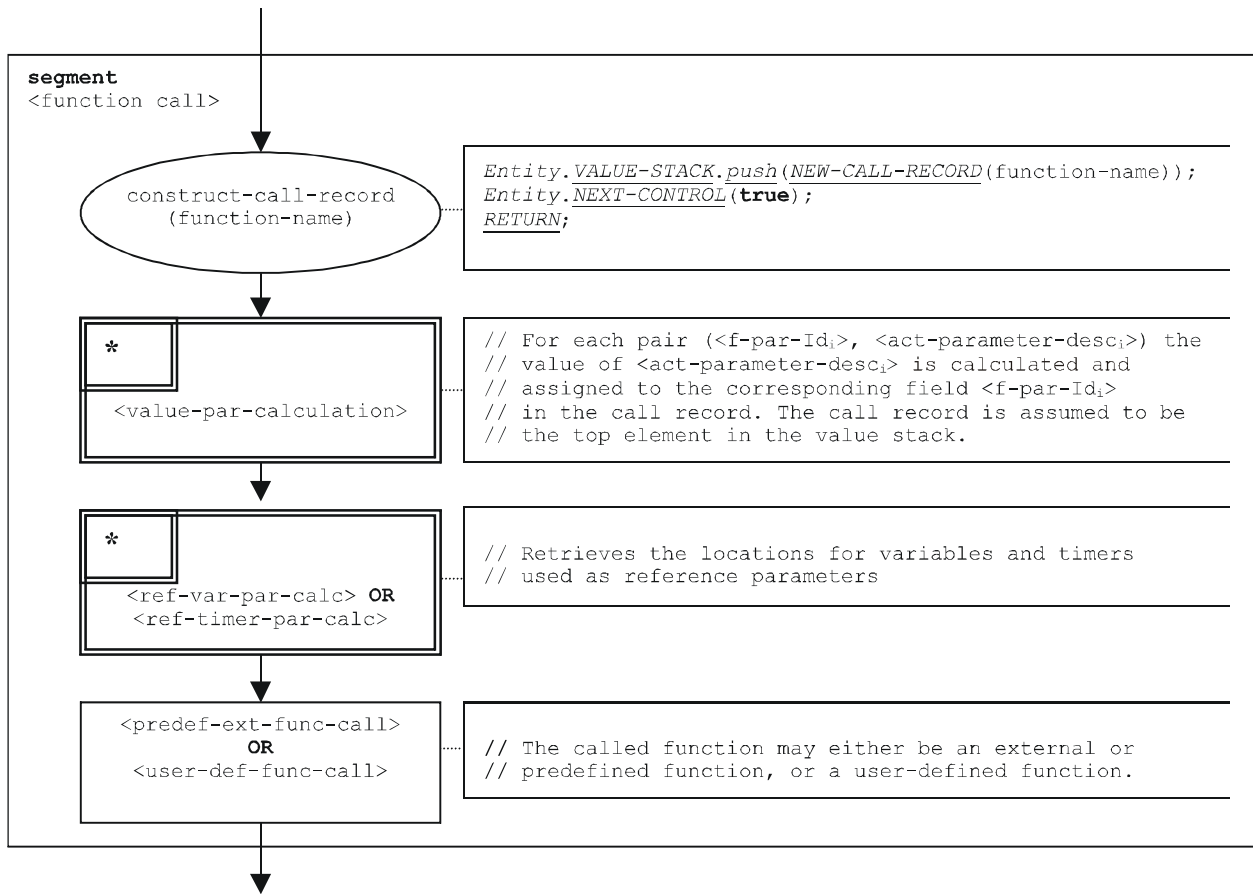 segment
<function call>
construct-call-record
(function-name)
Entity.VALUE-STACK.push(NEW-CALL-RECORD(function-name));
Entity.NEXT-CONTROL(true);
RETURN;
*
<value-par-calculation>
// For each pair (<f-par-Idᵢ>, <act-parameter-descᵢ>) the
// value of <act-parameter-descᵢ> is calculated and
// assigned to the corresponding field <f-par-Idᵢ>
// in the call record. The call record is assumed to be
// the top element in the value stack.
*
<ref-var-par-calc> OR
<ref-timer-par-calc>
// Retrieves the locations for variables and timers
// used as reference parameters
<predef-ext-func-call>
OR
<user-def-func-call>
// The called function may either be an external or
// predefined function, or a user-defined function.